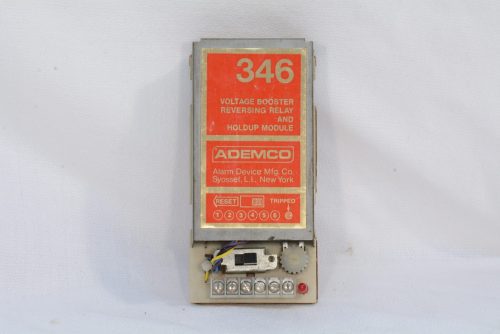 346
VOLTAGE BOOSTER
REVERSING RELAY
AND
HOLDUP MODULE
ADEMCO
Alarm Device Mfg. Co.
Syosset, L.I., New York
RESET TRIPPED
1 2 3 4 5 6